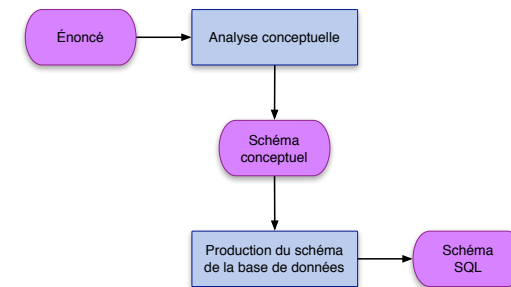 Énoncé
Analyse conceptuelle
Schéma
conceptuel
Production du schéma
de la base de données
Schéma
SQL